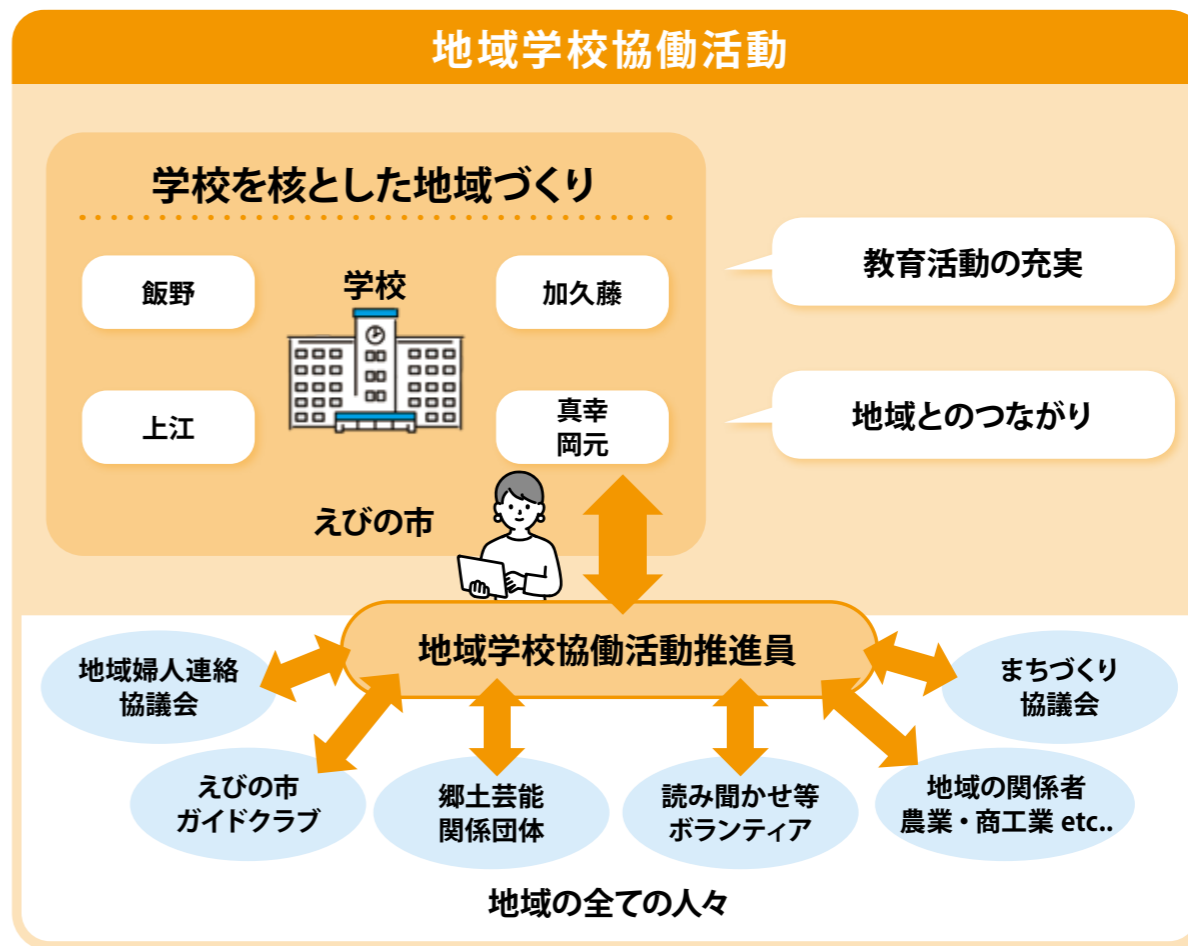 地域学校協働活動
学校を核とした地域づくり
飯野
学校
加久藤
上江
真幸
岡元
えびの市
教育活動の充実
地域とのつながり
地域学校協働活動推進員
地域婦人連絡
協議会
えびの市
ガイドクラブ
郷土芸能
関係団体
読み聞かせ等
ボランティア
地域の関係者
農業・商工業 etc..
まちづくり
協議会
地域の全ての人々